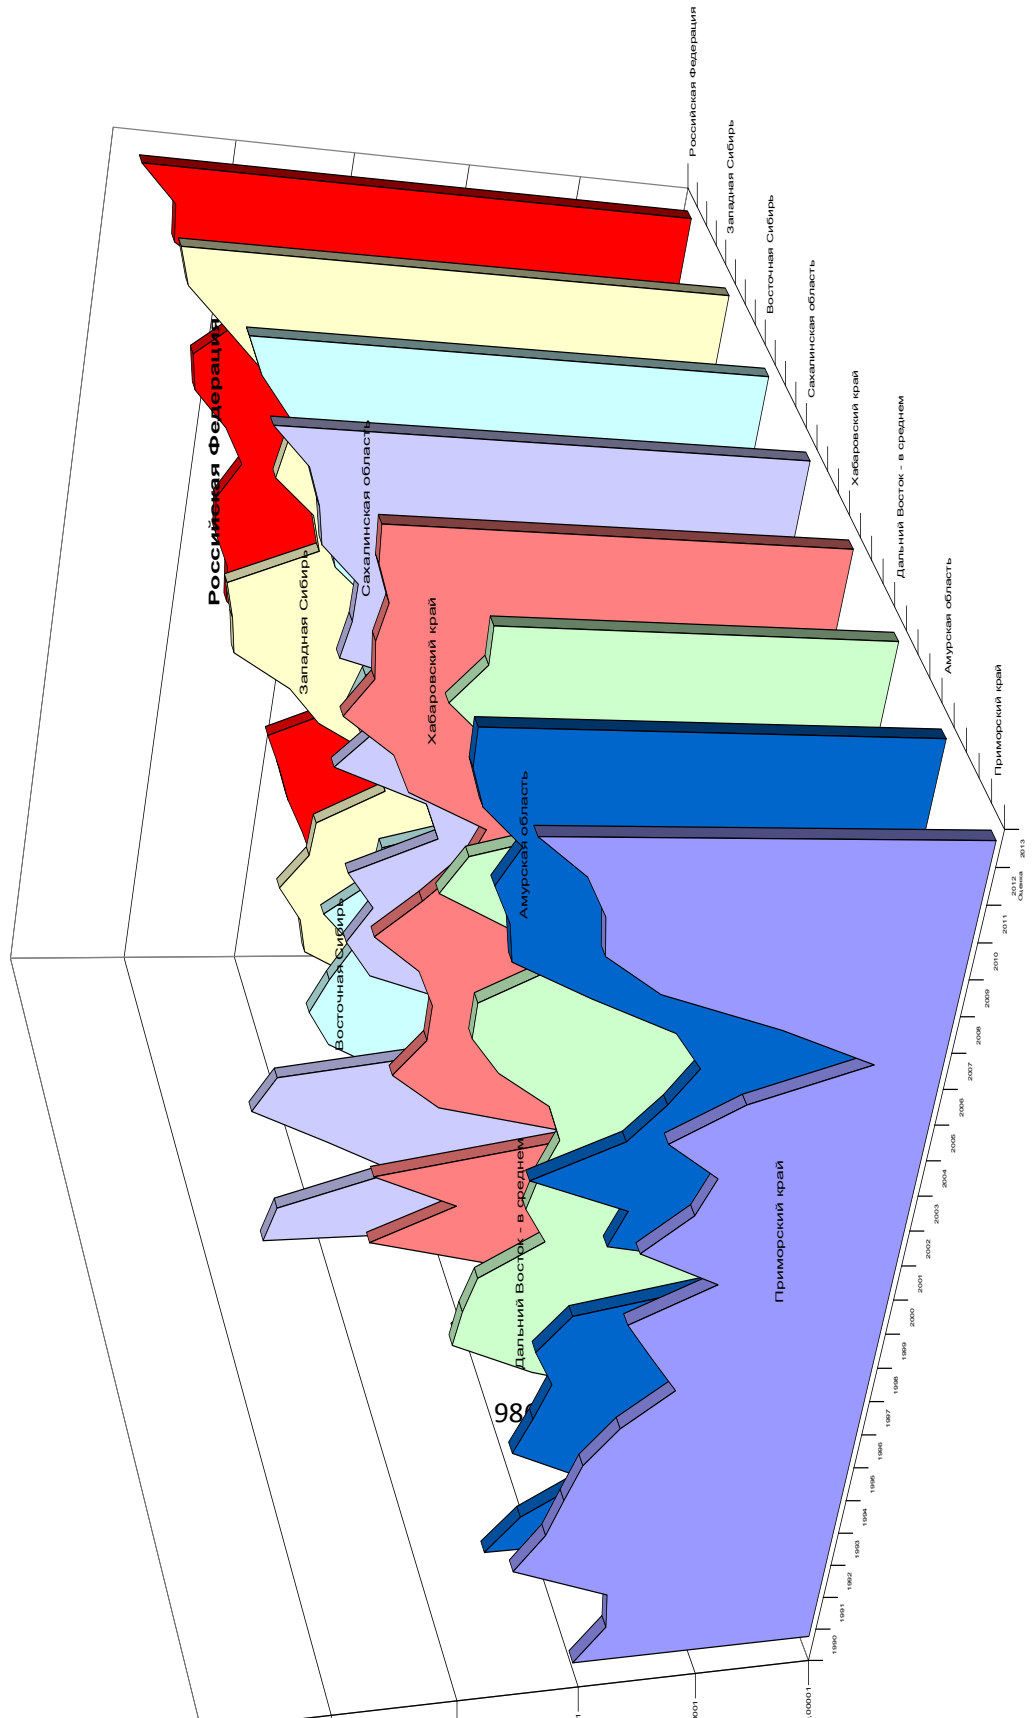 Российская Федерация
Западная Сибирь
Восточная Сибирь
Сахалинская область
Хабаровский край
Дальний Восток - в среднем
Амурская область
Приморский край
Российская Федерация
Западная Сибирь
Сахалинская область
Хабаровский край
Восточная Сибирь
Амурская область
Дальний Восток - в среднем
Приморский край
2013
2012
Оценка
2011
2010
2009
2008
2007
2006
2005
2004
2003
2002
2001
2000
1999
1998
1997
1996
1995
1994
1993
1992
1991
1990